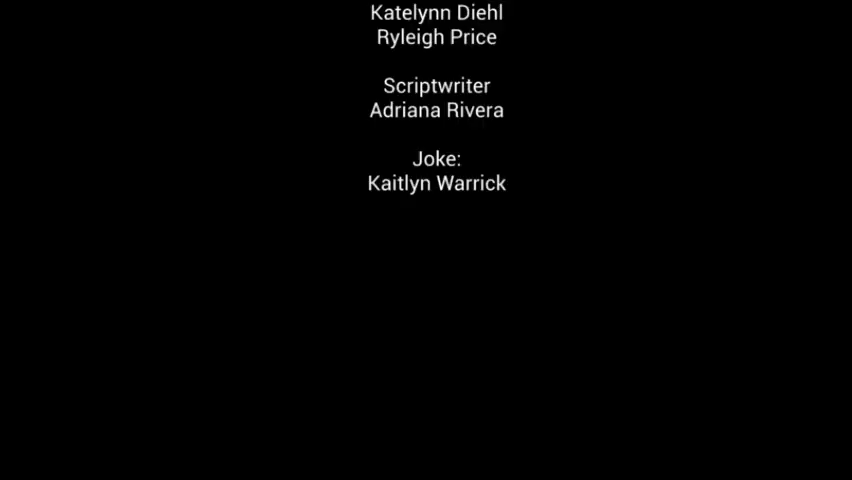 Katelynn Diehl
Ryleigh Price
Scriptwriter
Adriana Rivera
Joke:
Kaitlyn Warrick